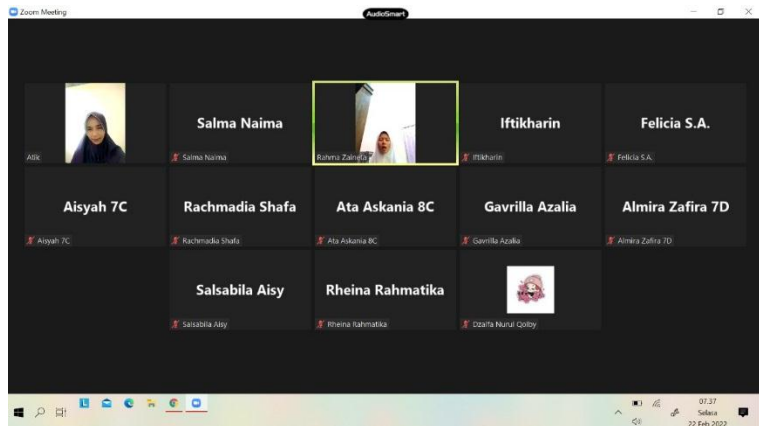 Zoom Meeting
AudioSmart
Salma Naima
Iftikharin
Felicia S.A.
Atik
Salma Naima
Rahma Zainefa
Iftikharin
Felicia S.A.
Aisyah 7C
Rachmadia Shafa
Ata Askania 8C
Gavrilla Azalia
Almira Zafira 7D
Aisyah 7C
Rachmadia Shafa
Ata Askania 8C
Gavrilla Azalia
Almira Zafira 7D
Salsabila Aisy
Rheina Rahmatika
Salsabila Aisy
Rheina Rahmatika
Dzalfa Nurul Qolby
07.37
Selasa
22 Feb 2022